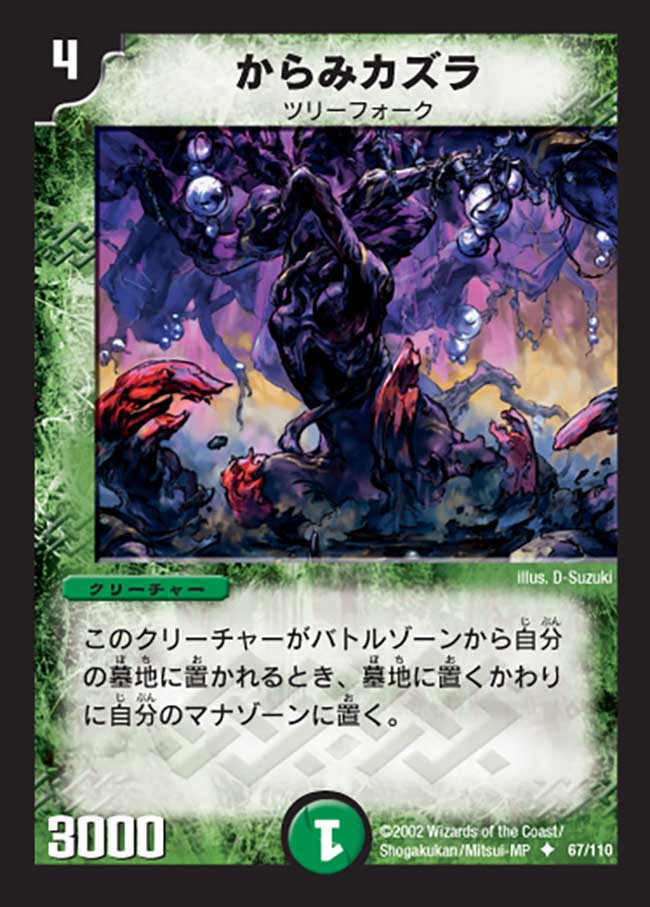 4
からみカズラ
ツリーフォーク
illus. D-Suzuki
クリーチャー
このクリーチャーがバトルゾーンから自分
の墓地に置かれるとき、墓地に置くかわり
に自分のマナゾーンに置く。
3000
1
©2002 Wizards of the Coast/
Shogakukan/Mitsui-MP ♦ 67/110